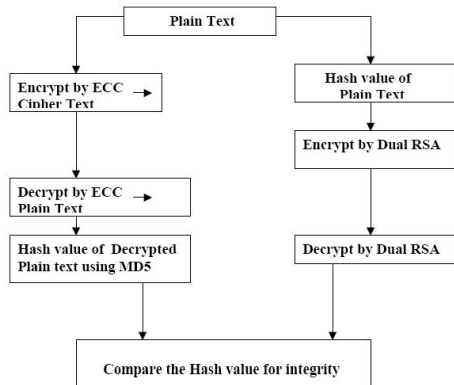 Plain Text
Encrypt by ECC
Cipher Text
Hash value of
Plain Text
Encrypt by Dual RSA
Decrypt by ECC
Plain Text
Hash value of Decrypted
Plain text using MD5
Decrypt by Dual RSA
Compare the Hash value for integrity